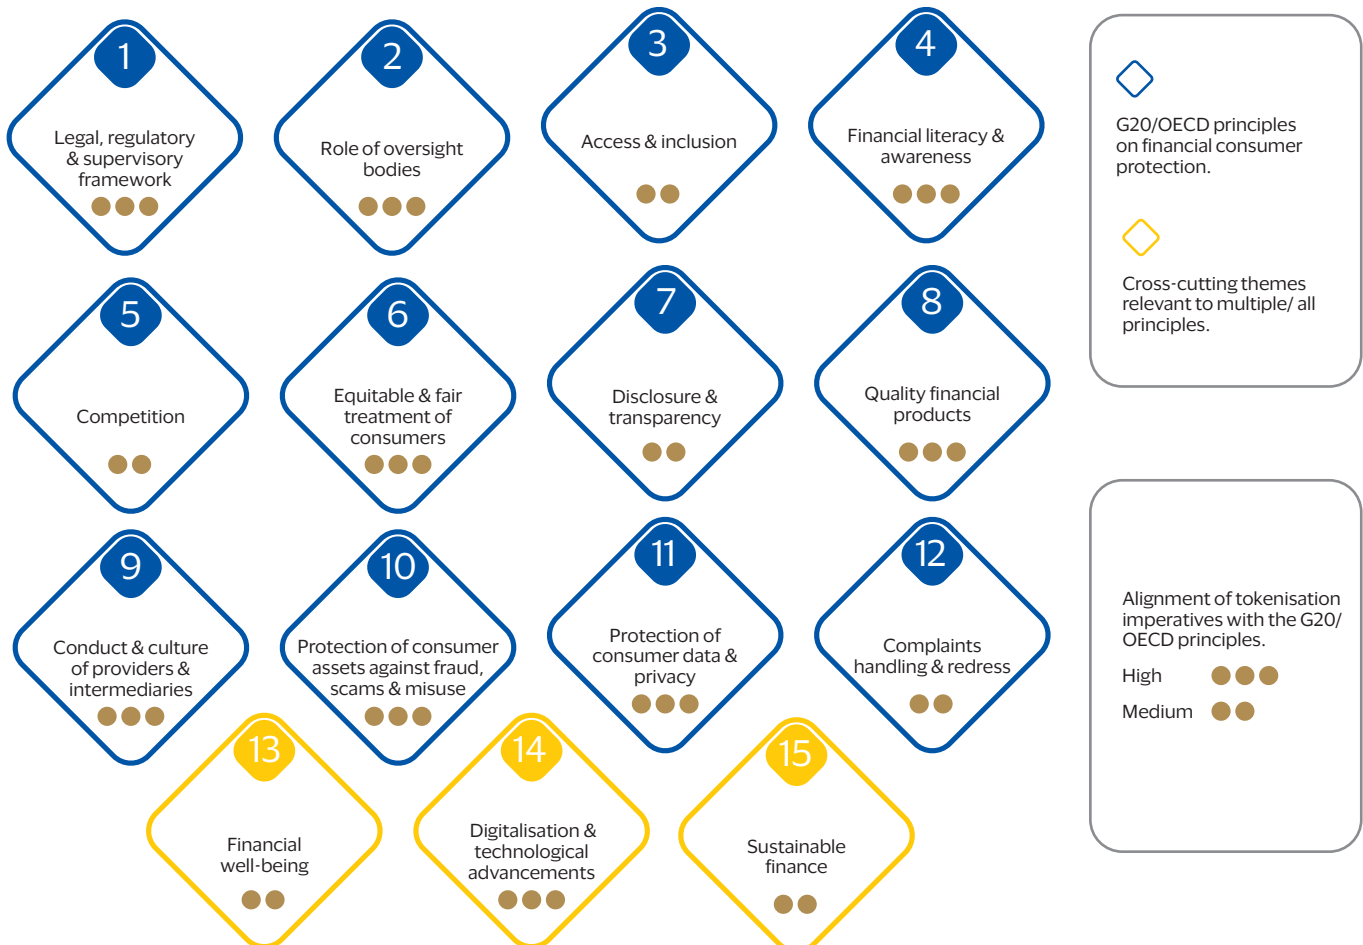 1
Legal, regulatory
& supervisory
framework
2
Role of oversight
bodies
3
Access & inclusion
4
Financial literacy &
awareness
5
Competition
6
Equitable & fair
treatment of
consumers
7
Disclosure &
transparency
8
Quality financial
products
9
Conduct & culture
of providers &
intermediaries
10
Protection of consumer
assets against fraud,
scams & misuse
11
Protection of
consumer data &
privacy
12
Complaints
handling & redress
13
Financial
well-being
14
Digitalisation &
technological
advancements
15
Sustainable
finance
G20/OECD principles
on financial consumer
protection.
Cross-cutting themes
relevant to multiple/ all
principles.
Alignment of tokenisation
imperatives with the G20/
OECD principles.
High
Medium